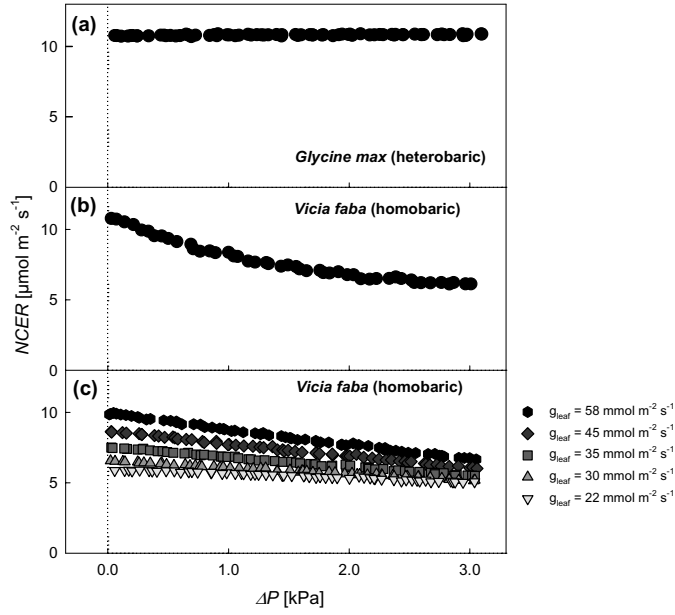 (a)
10
5
0
Glycine max (heterobaric)
(b)
Vicia faba (homobaric)
10
5
0
NCER [µmol m-2 s-1]
(c)
Vicia faba (homobaric)
10
5
0
0.0 1.0 2.0 3.0
ΔP [kPa]
gleaf = 58 mmol m-2 s-1
gleaf = 45 mmol m-2 s-1
gleaf = 35 mmol m-2 s-1
gleaf = 30 mmol m-2 s-1
gleaf = 22 mmol m-2 s-1